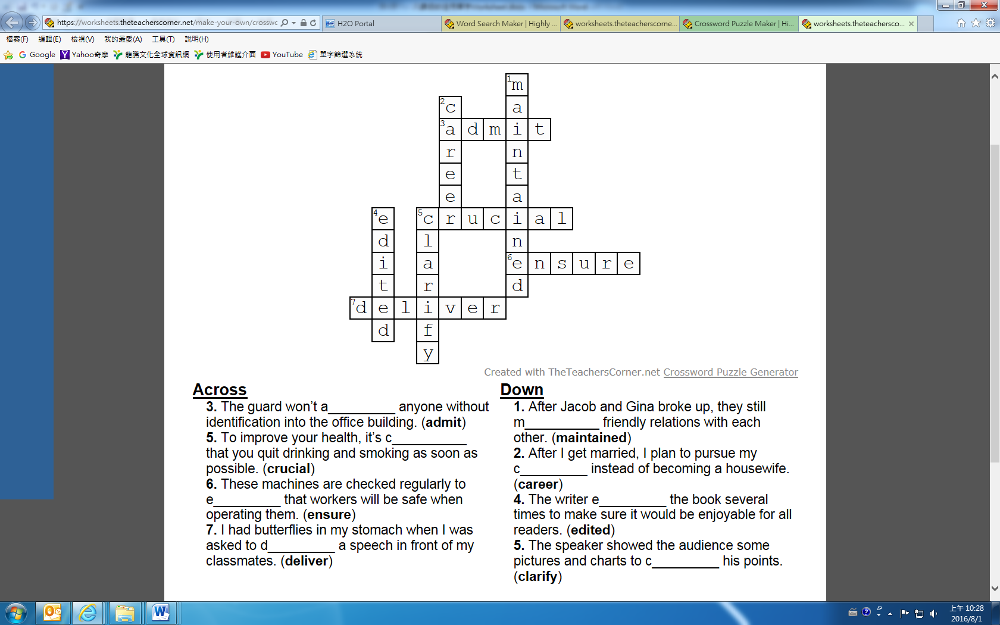 https://worksheets.theteacherscorner.net/make-your-own/crosswc
H2O Portal
Word Search Maker | Highly ...
worksheets.theteacherscorne...
Crossword Puzzle Maker | Hi...
worksheets.theteachersco...
檔案(F) 編輯(E) 檢視(V) 我的最愛(A) 工具(T) 說明(H)
Google Yahoo奇摩 龍騰文化全球資訊網 使用者維護介面 YouTube 單字篩選系統
1 m
2 c a
3 a d m i t
r n
e t
e a
4 e 5 c r u c i a l
d l n
i a 6 e n s u r e
t r d
7 d e l i v e r
d f
y
Created with TheTeachersCorner.net Crossword Puzzle Generator
Across
3. The guard won’t a_________ anyone without
identification into the office building. (admit)
5. To improve your health, it’s c__________
that you quit drinking and smoking as soon as
possible. (crucial)
6. These machines are checked regularly to
e_________ that workers will be safe when
operating them. (ensure)
7. I had butterflies in my stomach when I was
asked to d_________ a speech in front of my
classmates. (deliver)
Down
1. After Jacob and Gina broke up, they still
m__________ friendly relations with each
other. (maintained)
2. After I get married, I plan to pursue my
c_________ instead of becoming a housewife.
(career)
4. The writer e_________ the book several
times to make sure it would be enjoyable for all
readers. (edited)
5. The speaker showed the audience some
pictures and charts to c_________ his points.
(clarify)
上午 10:28
2016/8/1